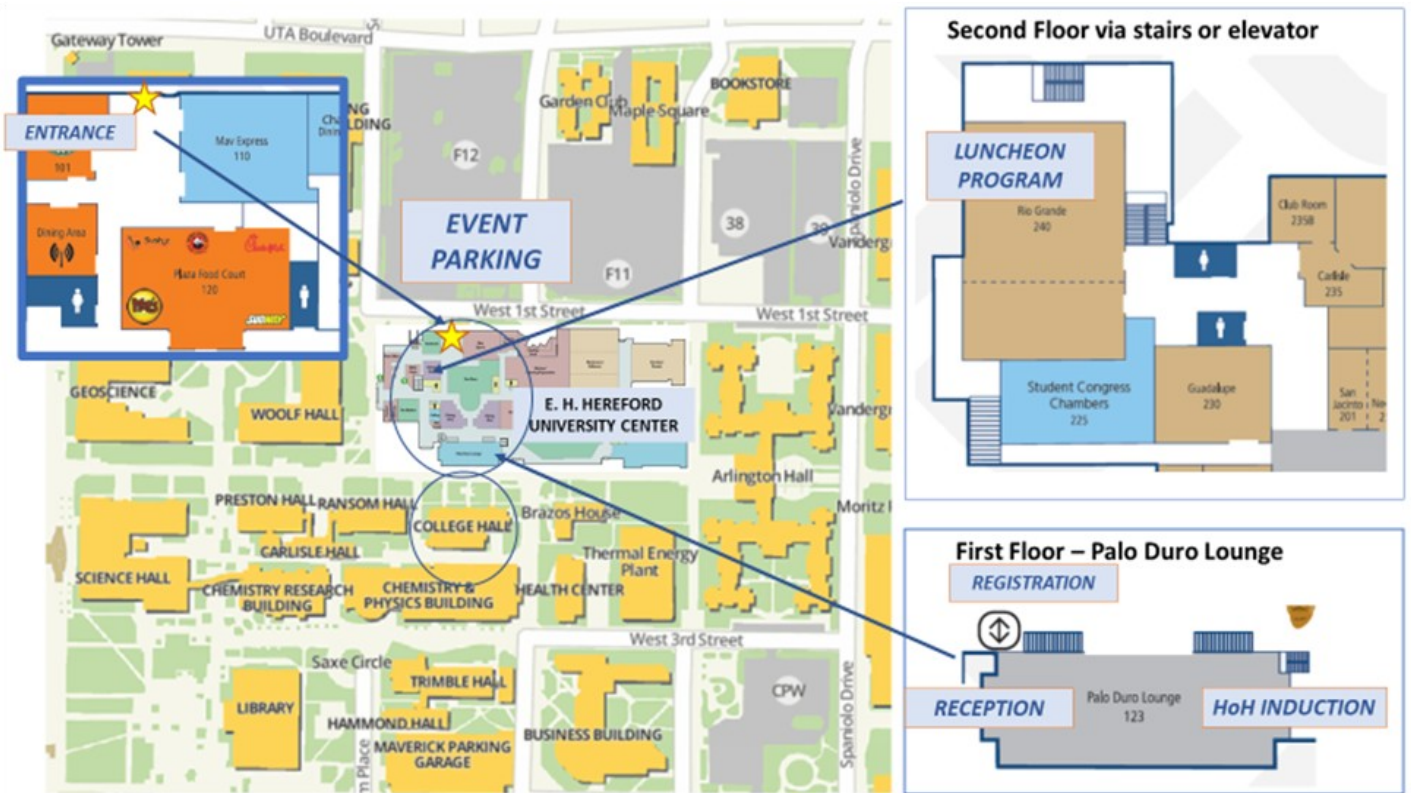 Gateway Tower
UTA Boulevard
ENTRANCE
101
Mav Express
110
Dining Area
Plaza Food Court
120
SUBWAY
F12
Garden Club
Maple Square
BOOKSTORE
38
39
F11
Spaniolo Drive
EVENT
PARKING
West 1st Street
West 1st Street
E. H. HEREFORD
UNIVERSITY CENTER
GEOSCIENCE
WOOLF HALL
Arlington Hall
PRESTON HALL
RANSOM HALL
COLLEGE HALL
Brazos House
CARLISLE HALL
Thermal Energy
Plant
SCIENCE HALL
CHEMISTRY RESEARCH
BUILDING
CHEMISTRY &
PHYSICS BUILDING
HEALTH CENTER
West 3rd Street
Saxe Circle
TRIMBLE HALL
CPW
LIBRARY
HAMMOND HALL
MAVERICK PARKING
GARAGE
BUSINESS BUILDING
Spaniolo Drive
Second Floor via stairs or elevator
LUNCHEON
PROGRAM
Rio Grande
240
Club Room
235B
Carlisle
235
Student Congress
Chambers
225
Guadalupe
230
San
Jacinto
201
First Floor – Palo Duro Lounge
REGISTRATION
RECEPTION
Palo Duro Lounge
123
HoH INDUCTION